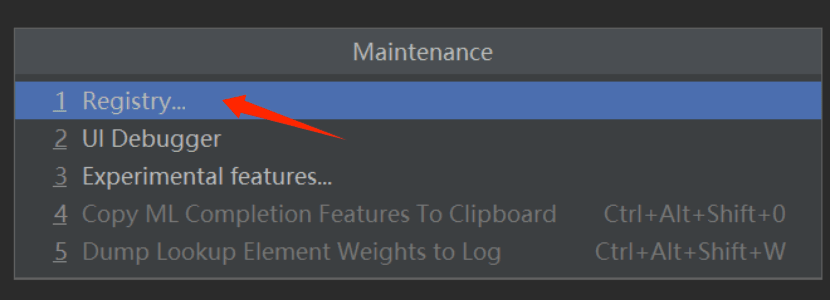 Maintenance
1 Registry...
2 UI Debugger
3 Experimental features...
4 Copy ML Completion Features To Clipboard Ctrl+Alt+Shift+0
5 Dump Lookup Element Weights to Log Ctrl+Alt+Shift+W